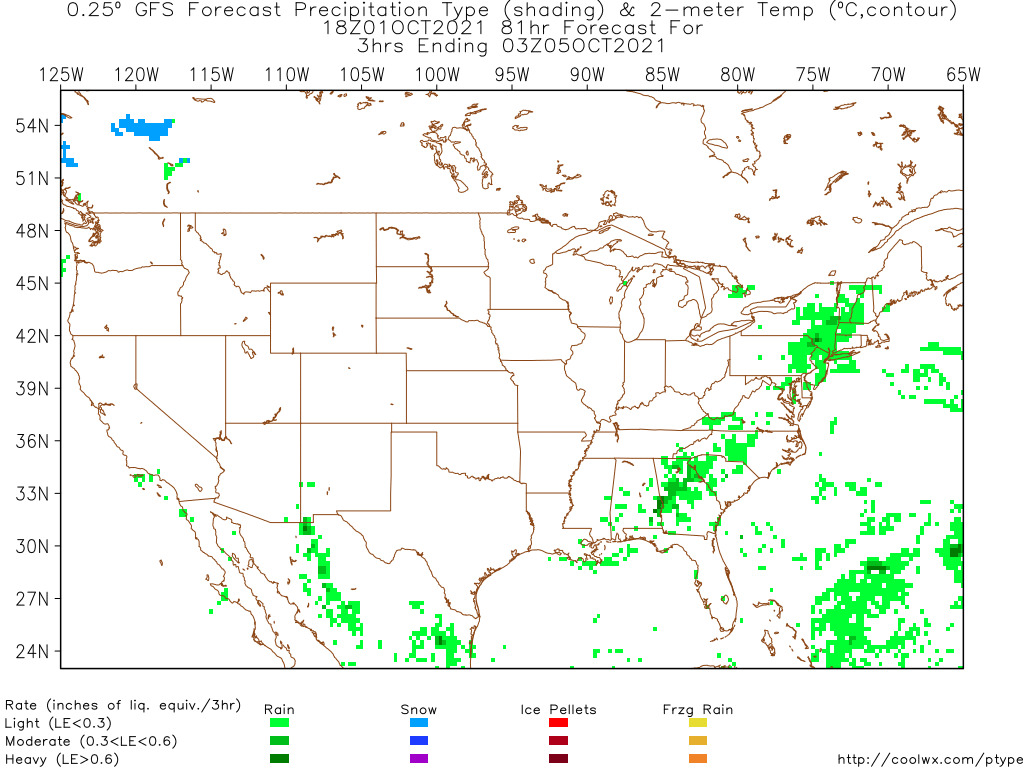 0.25° GFS Forecast Precipitation Type (shading) & 2-meter Temp (°C,contour)
18Z01OCT2021 81hr Forecast For
3hrs Ending 03Z05OCT2021
125W 120W 115W 110W 105W 100W 95W 90W 85W 80W 75W 70W 65W
54N
51N
48N
45N
42N
39N
36N
33N
30N
27N
24N
Rate (inches of liq. equiv./3hr) Rain Snow Ice Pellets Frzg Rain
Light (LE<0.3)
Moderate (0.3<LE<0.6)
Heavy (LE>0.6) http://coolwx.com/ptype